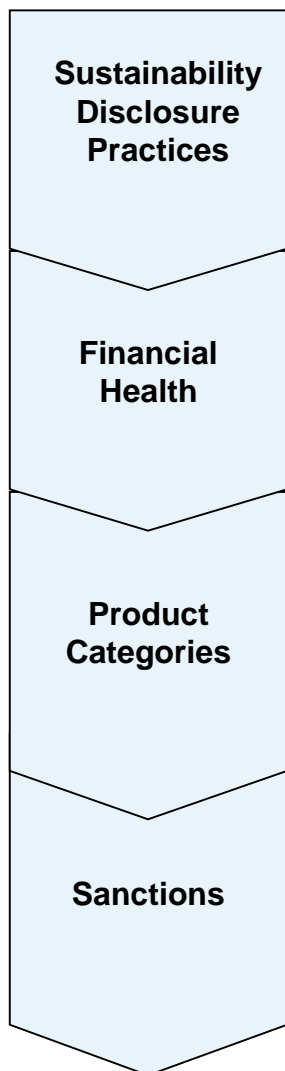 Sustainability
Disclosure
Practices
Financial
Health
Product
Categories
Sanctions